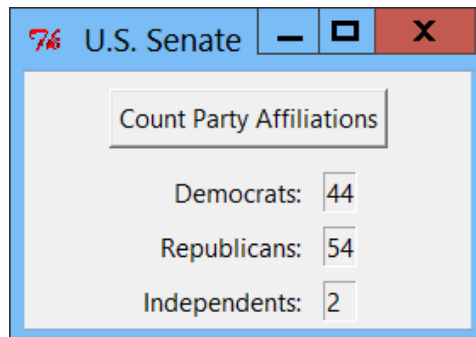 U.S. Senate
Count Party Affiliations
Democrats: 44
Republicans: 54
Independents: 2